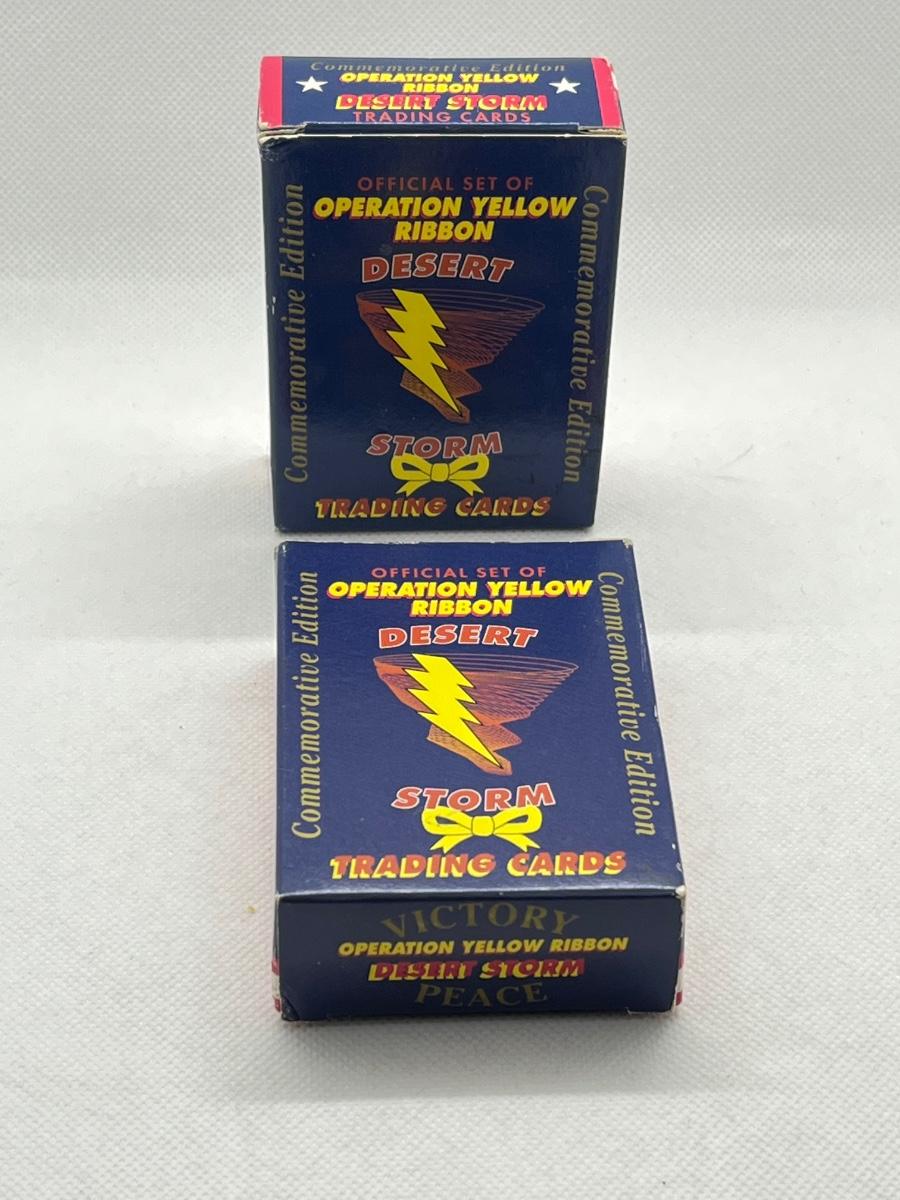 Commemorative Edition
OPERATION YELLOW
RIBBON
DESERT STORM
TRADING CARDS
Commemorative Edition
OFFICIAL SET OF
OPERATION YELLOW
RIBBON
DESERT
STORM
TRADING CARDS
Commemorative Edition
Commemorative Edition
OFFICIAL SET OF
OPERATION YELLOW
RIBBON
DESERT
STORM
TRADING CARDS
Commemorative Edition
VICTORY
OPERATION YELLOW RIBBON
DESERT STORM
PEACE